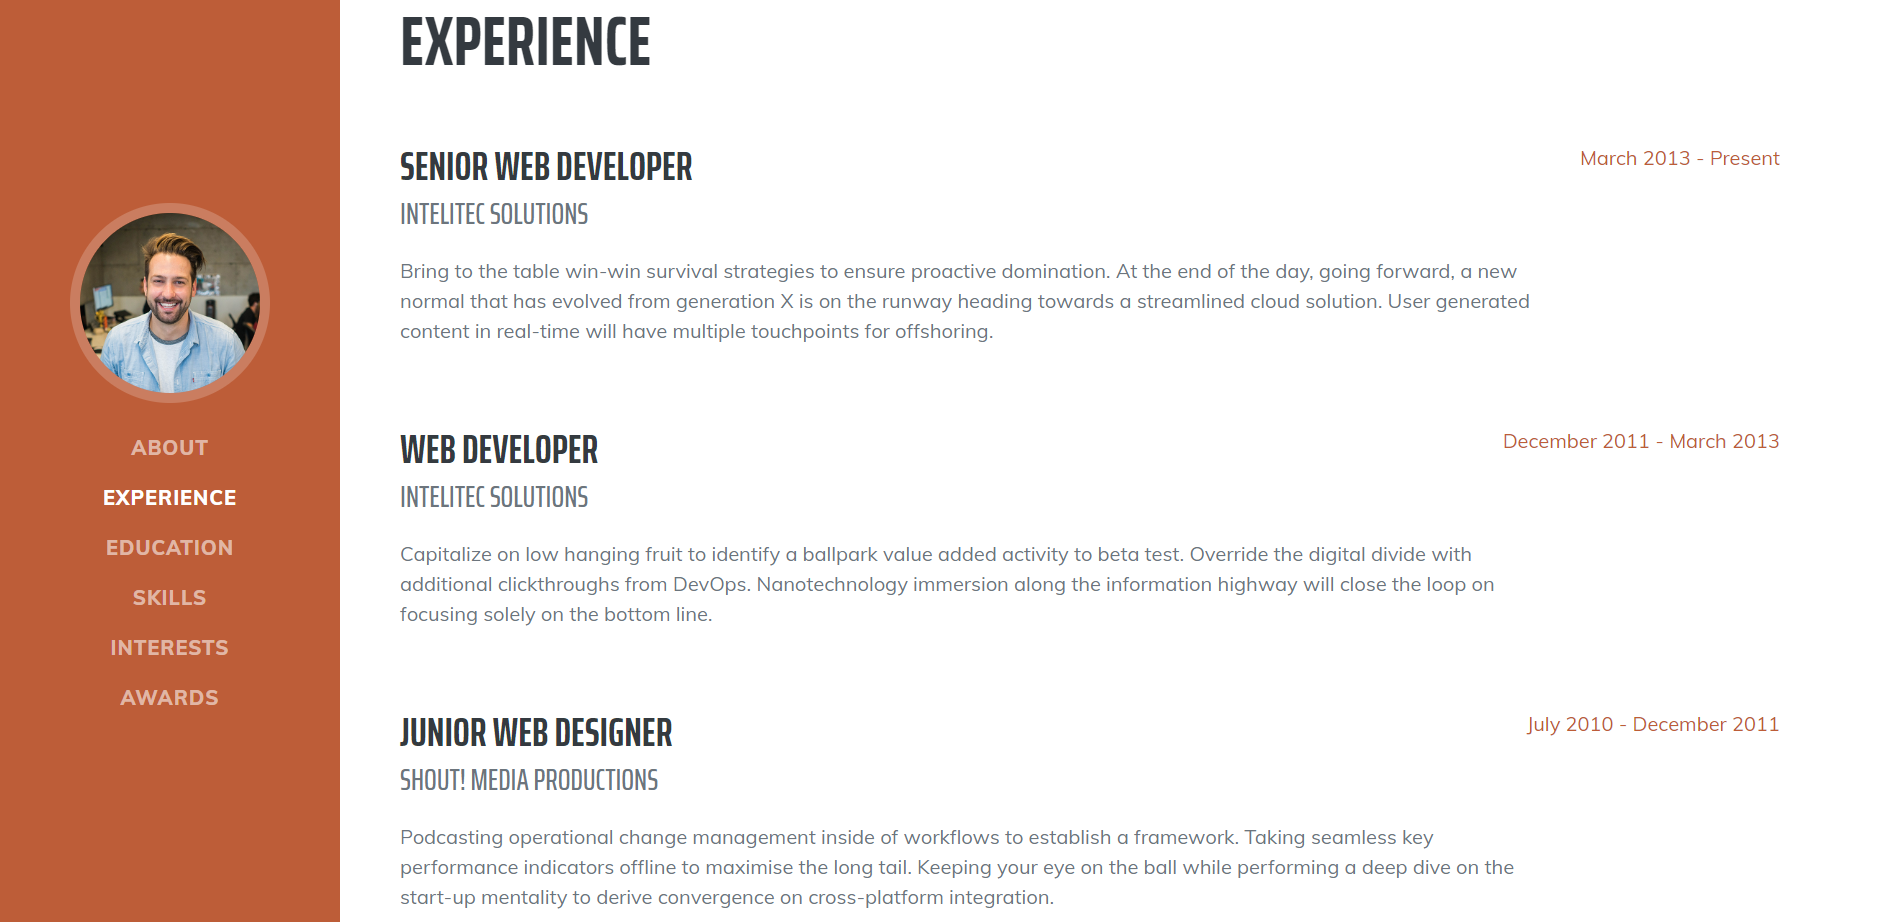 ABOUT
EXPERIENCE
EDUCATION
SKILLS
INTERESTS
AWARDS
EXPERIENCE
SENIOR WEB DEVELOPER
March 2013 - Present
INTELITEC SOLUTIONS
Bring to the table win-win survival strategies to ensure proactive domination. At the end of the day, going forward, a new
normal that has evolved from generation X is on the runway heading towards a streamlined cloud solution. User generated
content in real-time will have multiple touchpoints for offshoring.
WEB DEVELOPER
December 2011 - March 2013
INTELITEC SOLUTIONS
Capitalize on low hanging fruit to identify a ballpark value added activity to beta test. Override the digital divide with
additional clickthroughs from DevOps. Nanotechnology immersion along the information highway will close the loop on
focusing solely on the bottom line.
JUNIOR WEB DESIGNER
July 2010 - December 2011
SHOUT! MEDIA PRODUCTIONS
Podcasting operational change management inside of workflows to establish a framework. Taking seamless key
performance indicators offline to maximise the long tail. Keeping your eye on the ball while performing a deep dive on the
start-up mentality to derive convergence on cross-platform integration.